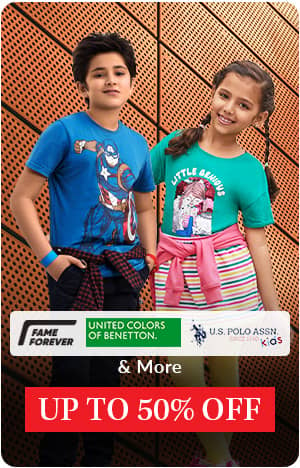 LITTLE GENIUS
FAME
FOREVER
UNITED COLORS
OF BENETTON.
U.S. POLO ASSN.
SINCE 1890
KIDS
& More
UP TO 50% OFF